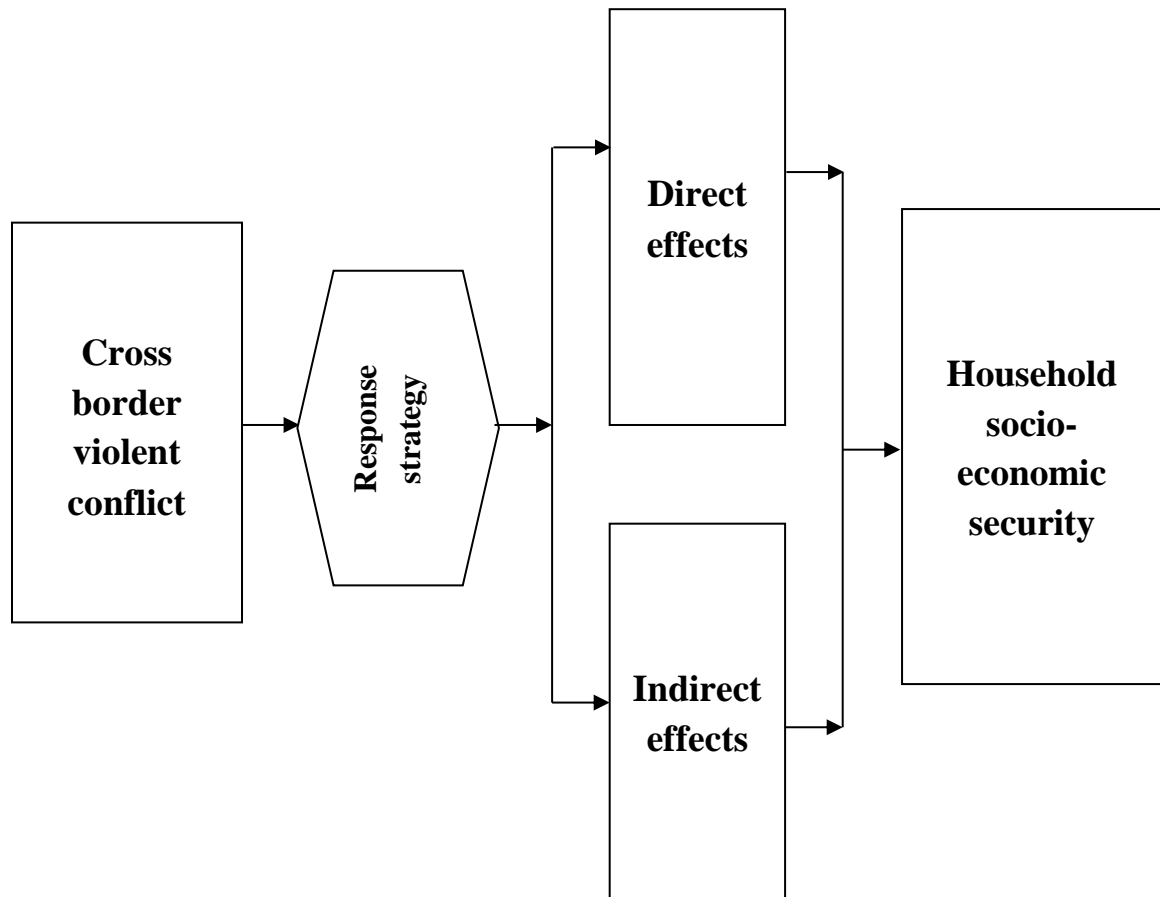 Cross
border
violent
conflict
Response
strategy
Direct
effects
Indirect
effects
Household
socio-
economic
security